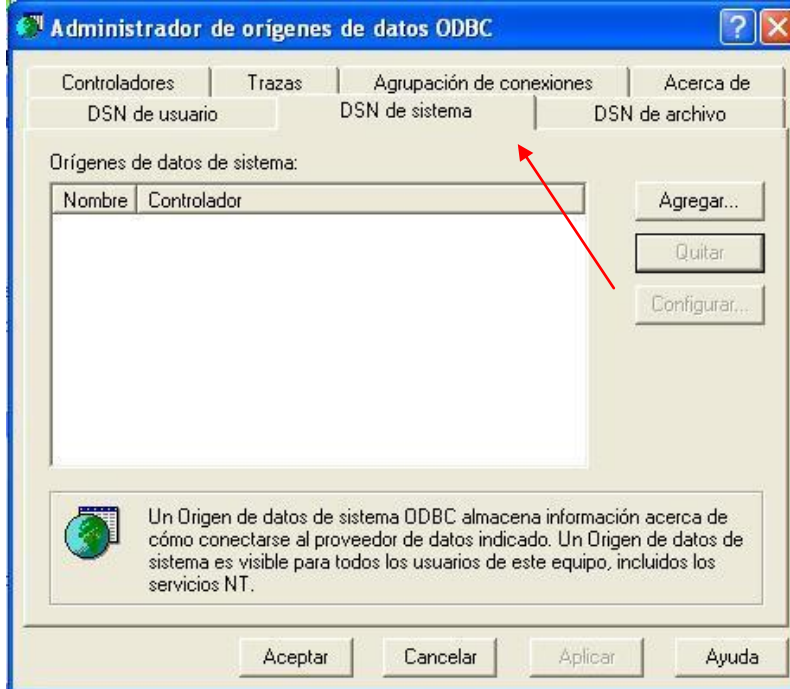 Administrador de orígenes de datos ODBC
Controladores Trazas Agrupación de conexiones Acerca de
DSN de usuario DSN de sistema DSN de archivo
Orígenes de datos de sistema:
Nombre Controlador
Agregar...
Quitar
Configurar...
Un Origen de datos de sistema ODBC almacena información acerca de
cómo conectarse al proveedor de datos indicado. Un Origen de datos de
sistema es visible para todos los usuarios de este equipo, incluidos los
servicios NT.
Aceptar Cancelar Aplicar Ayuda